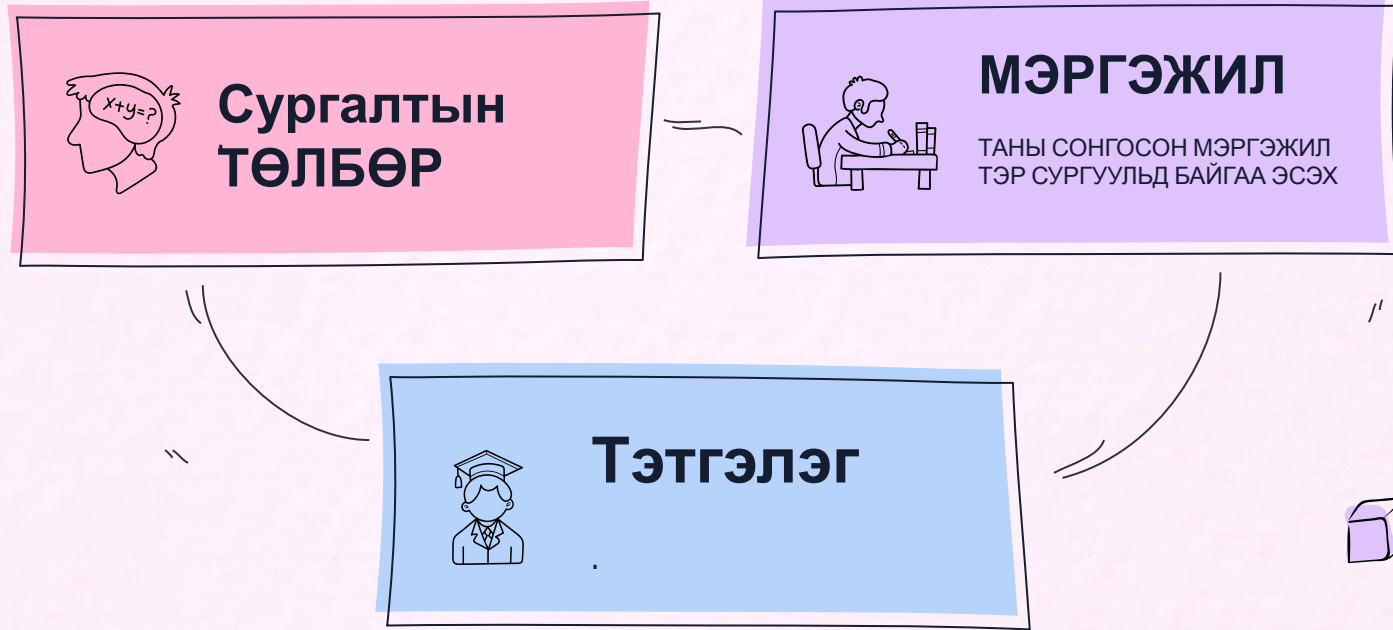 x+y=?
Сургалтын
ТӨЛБӨР
МЭРГЭЖИЛ
ТАНЫ СОНГОСОН МЭРГЭЖИЛ
ТЭР СУРГУУЛЬД БАЙГАА ЭСЭХ
Тэтгэлэг
.